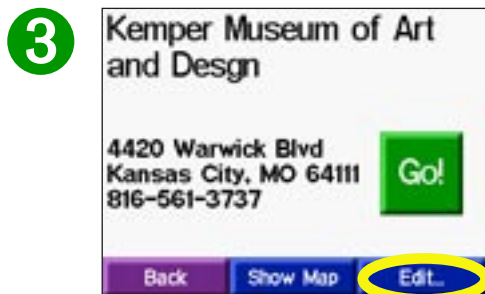 3
Kemper Museum of Art
and Desgn
4420 Warwick Blvd
Kansas City, MO 64111
816-561-3737
Go!
Back
Show Map
Edit...